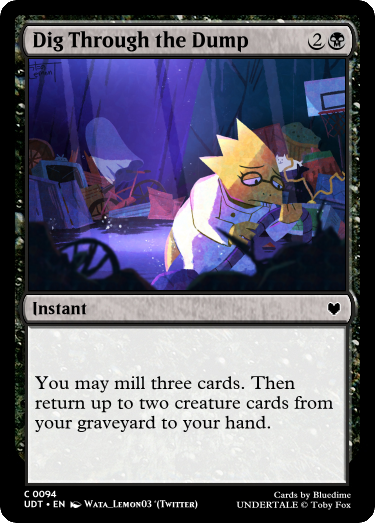 Dig Through the Dump 2
Instant
You may mill three cards. Then
return up to two creature cards from
your graveyard to your hand.
C 0094
UDT • EN Wata_Lemon03 '(Twitter)
Cards by Bluedime
UNDERTALE © Toby Fox